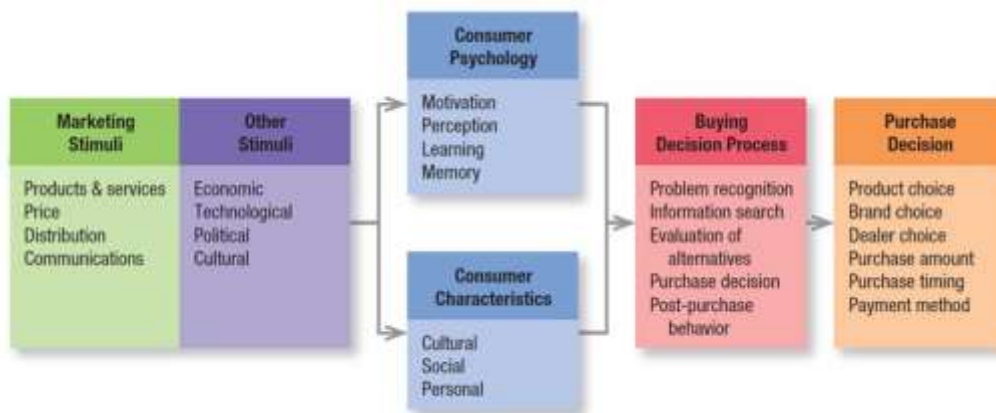 Marketing
Stimuli
Products & services
Price
Distribution
Communications
Other
Stimuli
Economic
Technological
Political
Cultural
Consumer
Psychology
Motivation
Perception
Learning
Memory
Consumer
Characteristics
Cultural
Social
Personal
Buying
Decision Process
Problem recognition
Information search
Evaluation of
alternatives
Purchase decision
Post-purchase
behavior
Purchase
Decision
Product choice
Brand choice
Dealer choice
Purchase amount
Purchase timing
Payment method